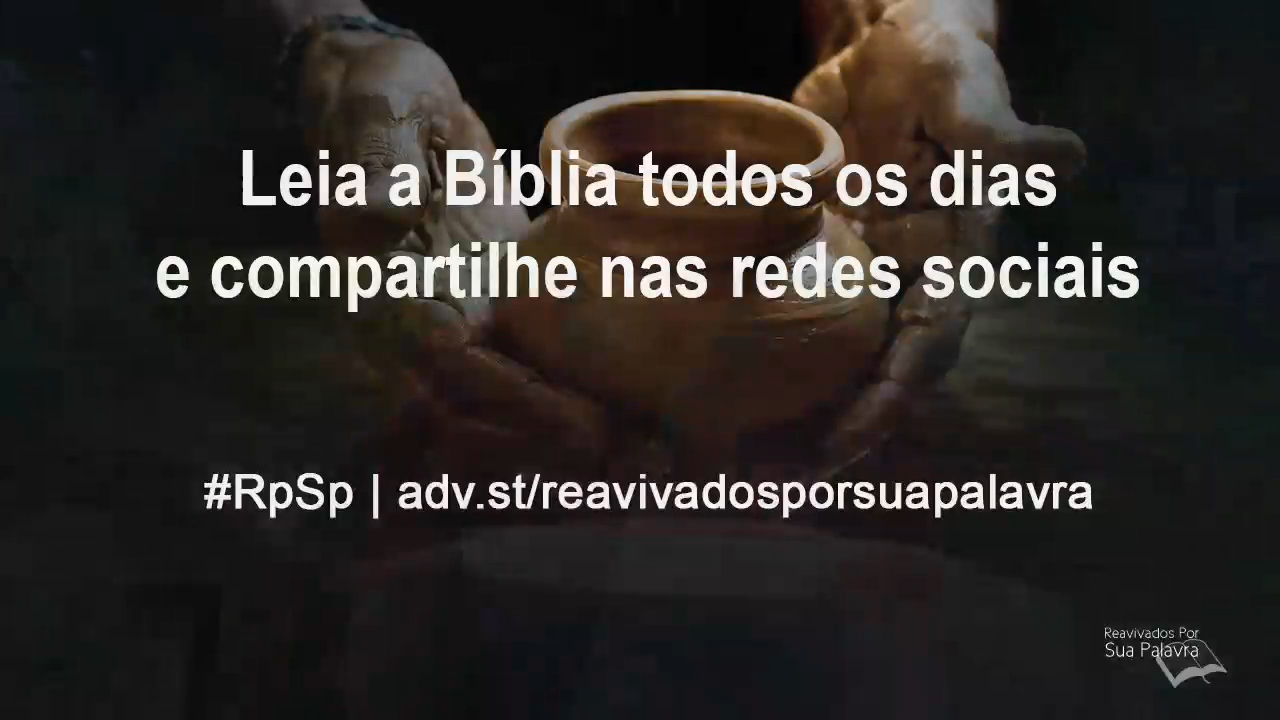 Leia a Bíblia todos os dias
e compartilhe nas redes sociais
#RpSp | adv.st/reavivadosporsuapalavra
Reavivados Por
Sua Palavra